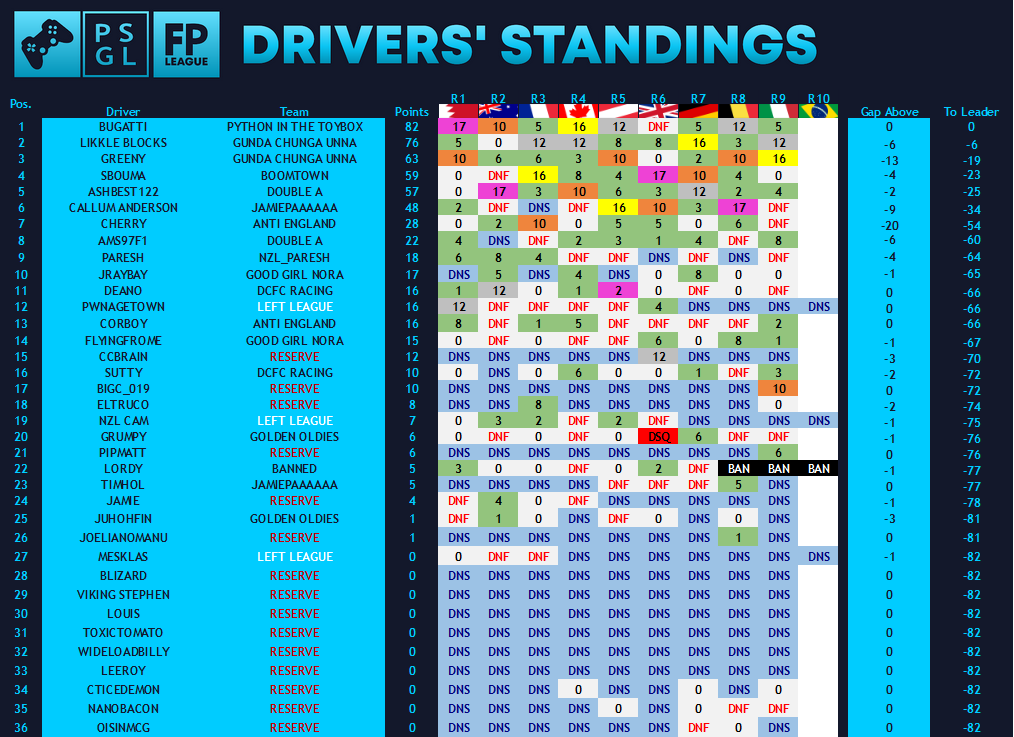 PS GL FP LEAGUE DRIVERS' STANDINGS
Pos. Driver Team Points R1 R2 R3 R4 R5 R6 R7 R8 R9 R10 Gap Above To Leader
1 BUGATTI PYTHON IN THE TOYBOX 82 17 10 5 16 12 DNF 5 12 5 0 0
2 LIKKLE BLOCKS GUNDA CHUNGA UNNA 76 5 0 12 12 8 8 16 3 12 -6 -6
3 GREENY GUNDA CHUNGA UNNA 63 10 6 6 3 10 0 2 10 16 -13 -19
4 SBOUMA BOOMTOWN 59 0 DNF 16 8 4 17 10 4 0 -4 -23
5 ASHBEST122 DOUBLE A 57 0 17 3 10 6 3 12 2 4 -2 -25
6 CALLUM ANDERSON JAMIEPAAAAAA 48 2 DNF DNS DNF 16 10 3 17 DNF -9 -34
7 CHERRY ANTI ENGLAND 28 0 2 10 0 5 5 0 6 DNF -20 -54
8 AMS97F1 DOUBLE A 22 4 DNS DNF 2 3 1 4 DNF 8 -6 -60
9 PARESH NZL_PARESH 18 6 8 4 DNF DNF DNS DNF DNS DNF -4 -64
10 JRAYBAY GOOD GIRL NORA 17 DNS 5 DNS 4 DNS 0 8 0 0 -1 -65
11 DEANO DCFC RACING 16 1 12 0 1 2 0 DNF 0 DNF 0 -66
12 PWNAGETOWN LEFT LEAGUE 16 12 DNF DNF DNF DNF 4 DNS DNS DNS DNS 0 -66
13 CORBOY ANTI ENGLAND 16 8 DNF 1 5 DNF DNF DNF DNF 2 0 -66
14 FLYINGFROME GOOD GIRL NORA 15 0 DNF 0 DNF DNF 6 0 8 1 -1 -67
15 CCBRAIN RESERVE 12 DNS DNS DNS DNS DNS 12 DNS DNS DNS -3 -70
16 SUTTY DCFC RACING 10 0 DNF 0 6 0 0 1 DNF 3 -2 -72
17 BIGC_019 RESERVE 10 DNS DNS DNS DNS DNS DNS DNS DNS 10 0 -72
18 ELTRUCO RESERVE 8 DNS DNS 8 DNS DNS DNS DNS DNS 0 -2 -74
19 NZL CAM LEFT LEAGUE 7 0 3 2 DNF 2 DNF DNS DNS DNS DNS -1 -75
20 GRUMPY GOLDEN OLDIES 6 0 DNF 0 DNF 0 DSQ 6 DNF DNF -1 -76
21 PIPMATT RESERVE 6 DNS DNS DNS DNS DNS DNS DNS DNS 6 0 -76
22 LORDY BANNED 5 3 0 0 DNF 0 2 DNF BAN BAN BAN -1 -77
23 TIMHOL JAMIEPAAAAAA 5 DNS DNS DNS DNS DNF DNF DNF 5 DNS 0 -77
24 JAMIE RESERVE 4 DNF 4 0 DNF DNS DNS DNS DNS DNS -1 -78
25 JUHOHFIN GOLDEN OLDIES 1 DNF 1 0 DNS DNF 0 DNS 0 DNS -3 -81
26 JOELIANOMANU RESERVE 1 DNS DNS DNS DNS DNS DNS DNS 1 DNS 0 -81
27 MESKLAS LEFT LEAGUE 0 0 DNF DNF DNS DNS DNS DNS DNS DNS DNS -1 -82
28 BLIZARD RESERVE 0 DNS DNS DNS DNS DNS DNS DNS DNS DNS 0 -82
29 VIKING STEPHEN RESERVE 0 DNS DNS DNS DNS DNS DNS DNS DNS DNS 0 -82
30 LOUIS RESERVE 0 DNS DNS DNS DNS DNS DNS DNS DNS DNS 0 -82
31 TOXICTOMATO RESERVE 0 DNS DNS DNS DNS DNS DNS DNS DNS DNS 0 -82
32 WIDELOADBILLY RESERVE 0 DNS DNS DNS DNS DNS DNS DNS DNS DNS 0 -82
33 LEEROY RESERVE 0 DNS DNS DNS DNS DNS DNS DNS DNS DNS 0 -82
34 CTICEDEMON RESERVE 0 DNS DNS DNS 0 DNS DNS 0 DNS 0 0 -82
35 NANOBACON RESERVE 0 DNS DNS DNS DNS 0 DNS 0 DNF DNF 0 -82
36 OISINMCG RESERVE 0 DNS DNS DNS DNS DNS DNS DNF 0 DNS 0 -82